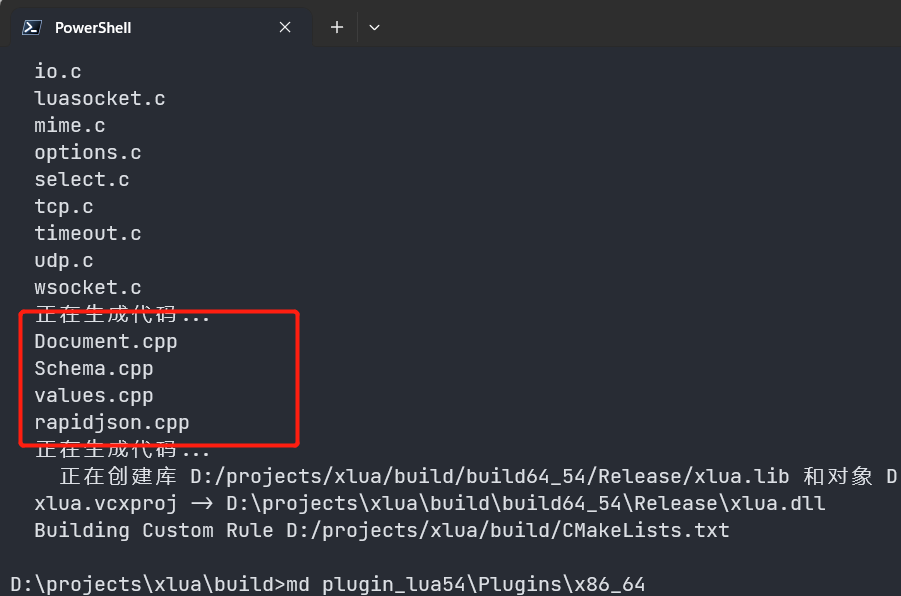 PowerShell
io.c
luasocket.c
mime.c
options.c
select.c
tcp.c
timeout.c
udp.c
wsocket.c
正在生成代码...
Document.cpp
Schema.cpp
values.cpp
rapidjson.cpp
正在生成代码...
正在创建库 D:/projects/xlua/build/build64_54/Release/xlua.lib 和对象 D
xlua.vcxproj -> D:\projects\xlua\build\build64_54\Release\xlua.dll
Building Custom Rule D:/projects/xlua/build/CMakeLists.txt
D:\projects\xlua\build>md plugin_lua54\Plugins\x86_64